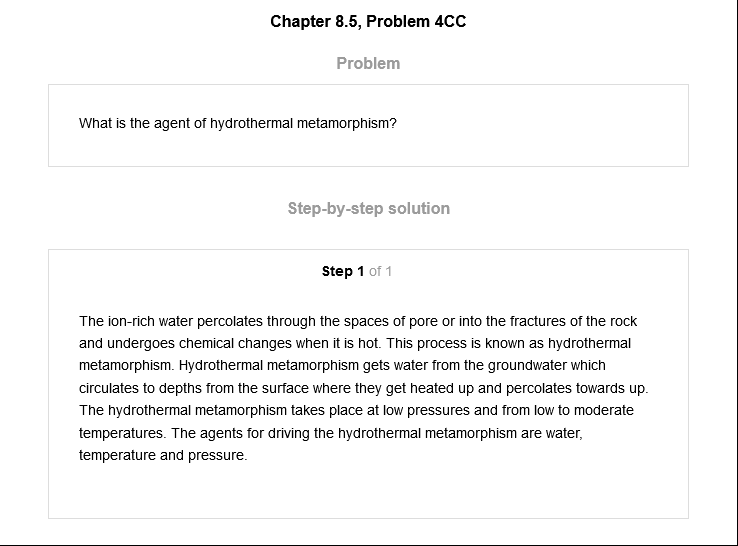 Chapter 8.5, Problem 4CC
Problem
What is the agent of hydrothermal metamorphism?
Step-by-step solution
Step 1 of 1
The ion-rich water percolates through the spaces of pore or into the fractures of the rock
and undergoes chemical changes when it is hot. This process is known as hydrothermal
metamorphism. Hydrothermal metamorphism gets water from the groundwater which
circulates to depths from the surface where they get heated up and percolates towards up.
The hydrothermal metamorphism takes place at low pressures and from low to moderate
temperatures. The agents for driving the hydrothermal metamorphism are water,
temperature and pressure.